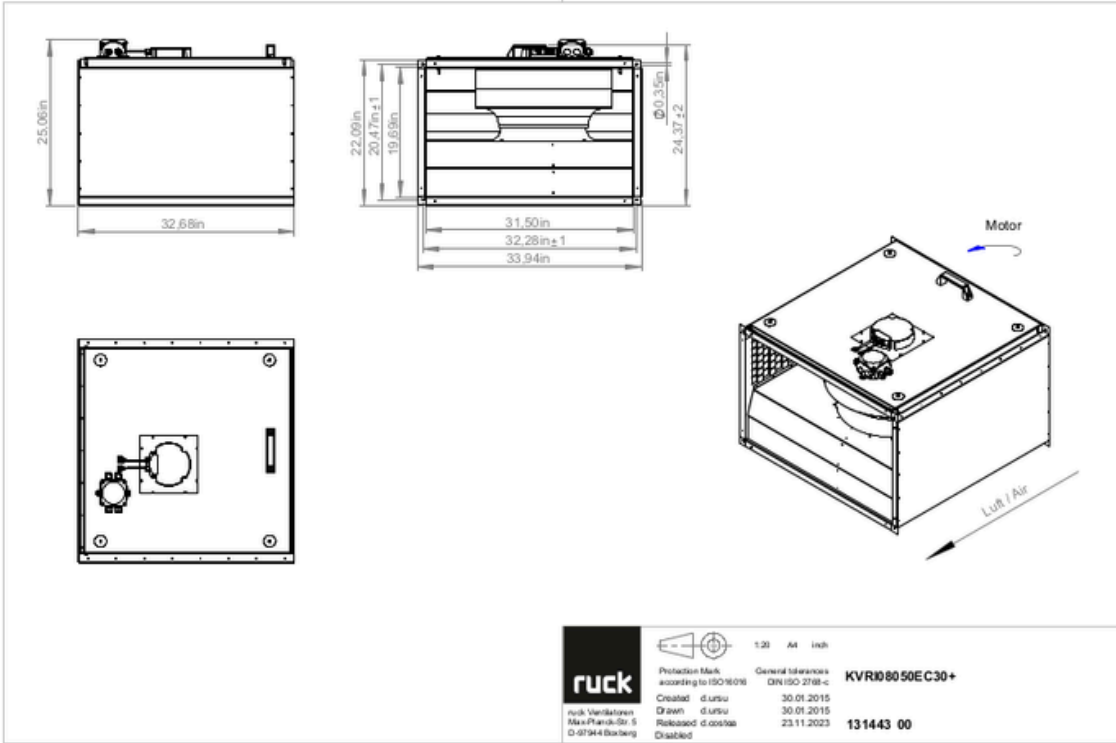 25,06in
32,68in
22,09in
20,47in±1
19,69in
Ø0,35in
24,37±2
31,50in
32,28in±1
33,94in
Motor
Luft / Air
ruck
ruck Ventilatoren
Max-Planck-Str. 5
D-97944 Boxberg
1:20 A4 inch
Protection Mark
according to ISO16016
General tolerances
DIN ISO 2768-c
Created d.ursu 30.01.2015
Drawn d.ursu 30.01.2015
Released d.costea 23.11.2023
Disabled
KVRI08050EC30+
131443 00